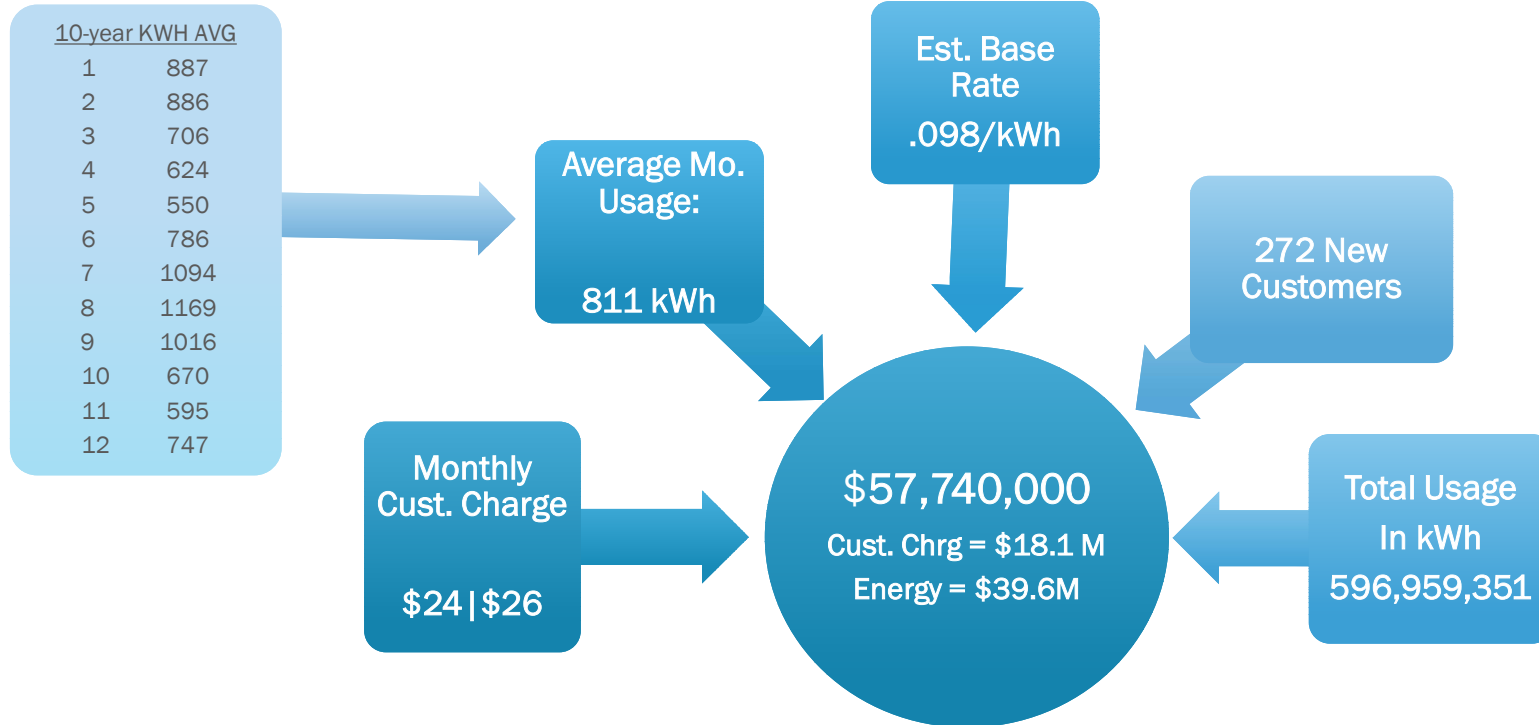 10-year KWH AVG
1 887
2 886
3 706
4 624
5 550
6 786
7 1094
8 1169
9 1016
10 670
11 595
12 747
Average Mo.
Usage:
811 kWh
Est. Base
Rate
.098/kWh
272 New
Customers
Monthly
Cust. Charge
$24|$26
$57,740,000
Cust. Chrg = $18.1 M
Energy = $39.6M
Total Usage
In kWh
596,959,351